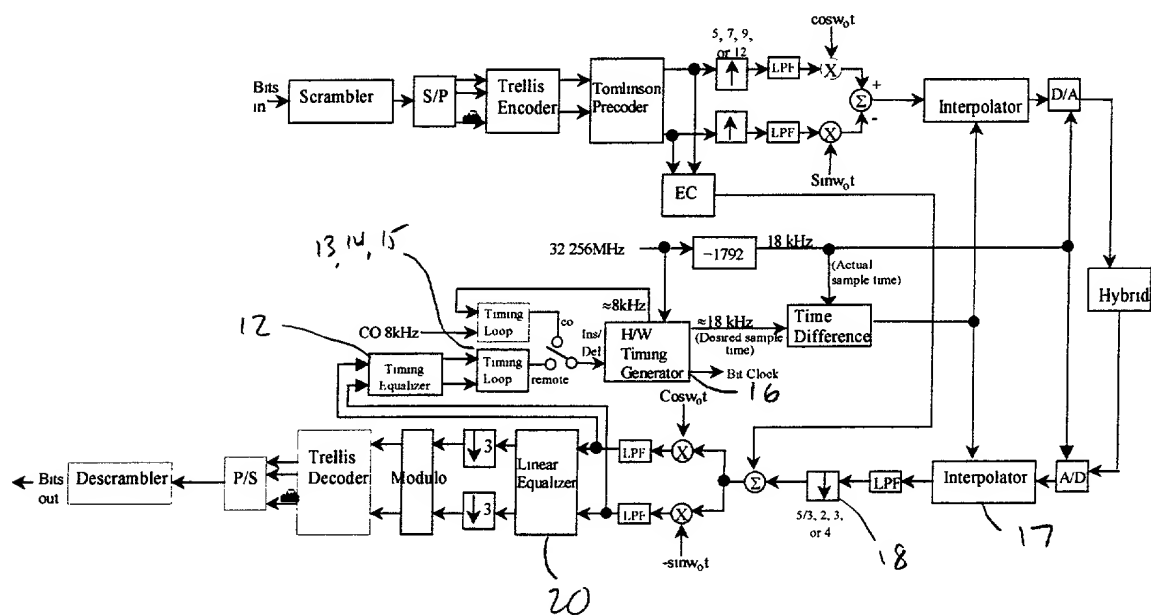 cosw₀t
5, 7, 9,
or 12
Bits
in
Scrambler
S/P
Trellis
Encoder
Tomlinson
Precoder
LPF
X
+
Σ
-
Interpolator
D/A
LPF
X
Sinw₀t
EC
13, 14, 15
32 256MHz
−1792
18 kHz
(Actual
sample time)
Hybrid
Timing
Loop
≈8kHz
co
CO 8kHz
12
Timing
Equalizer
Timing
Loop
remote
Ins/
Del
H/W
Timing
Generator
≈18 kHz
(Desired sample
time)
Time
Difference
Bit Clock
16
Cosw₀t
Bits
out
Descrambler
P/S
Trellis
Decoder
Modulo
3
3
Linear
Equalizer
LPF
X
LPF
X
-sinw₀t
Σ
5/3, 2, 3,
or 4
LPF
Interpolator
A/D
18
17
20